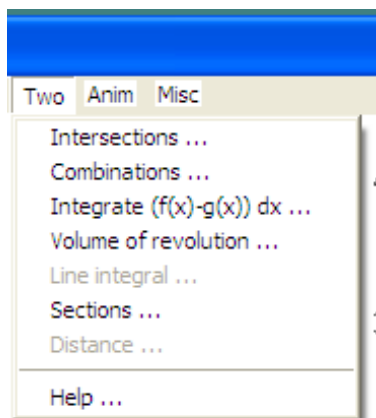 Two Anim Misc
Intersections ...
Combinations ...
Integrate (f(x)-g(x)) dx ...
Volume of revolution ...
Line integral ...
Sections ...
Distance ...
Help ...